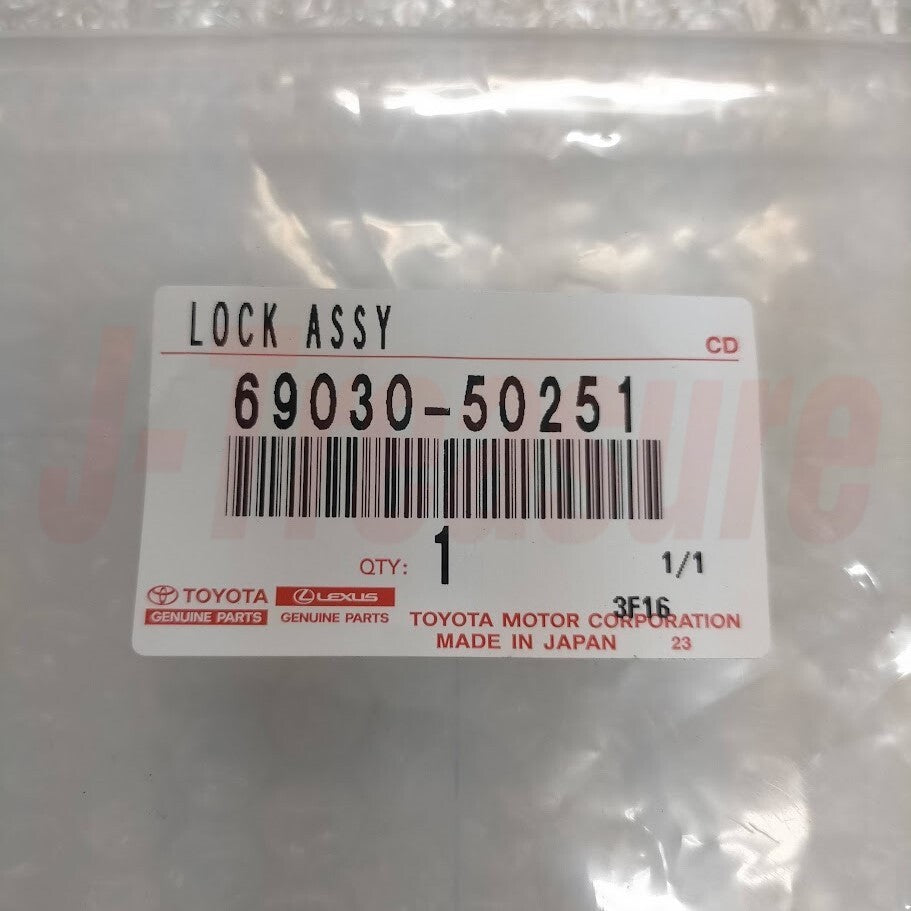 LOCK ASSY
CD
69030-50251
QTY: 1
1/1
TOYOTA
GENUINE PARTS
LEXUS
GENUINE PARTS
3F16
TOYOTA MOTOR CORPORATION
MADE IN JAPAN 23
J-Treasure